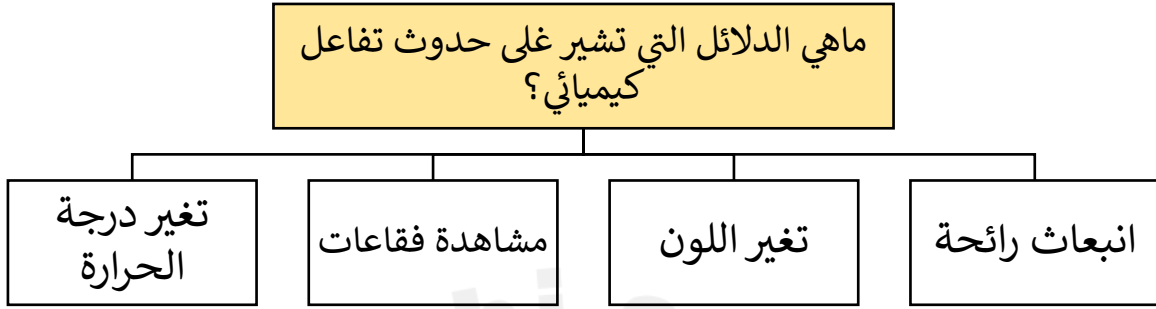 ماهي الدلائل التي تشير غلى حدوث تفاعل
كيميائي؟
انبعاث رائحة
تغير اللون
مشاهدة فقاعات
تغير درجة
الحرارة